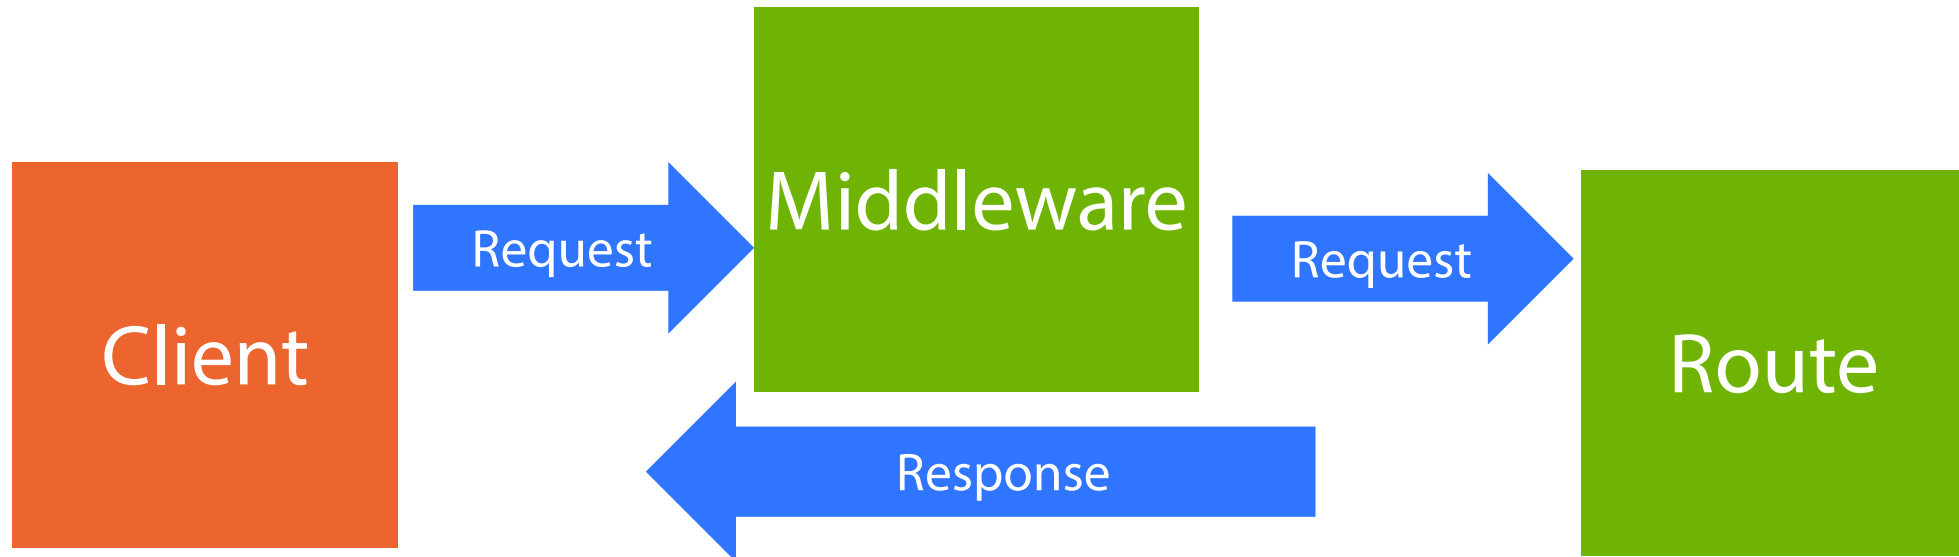 Client
Request
Middleware
Request
Route
Response